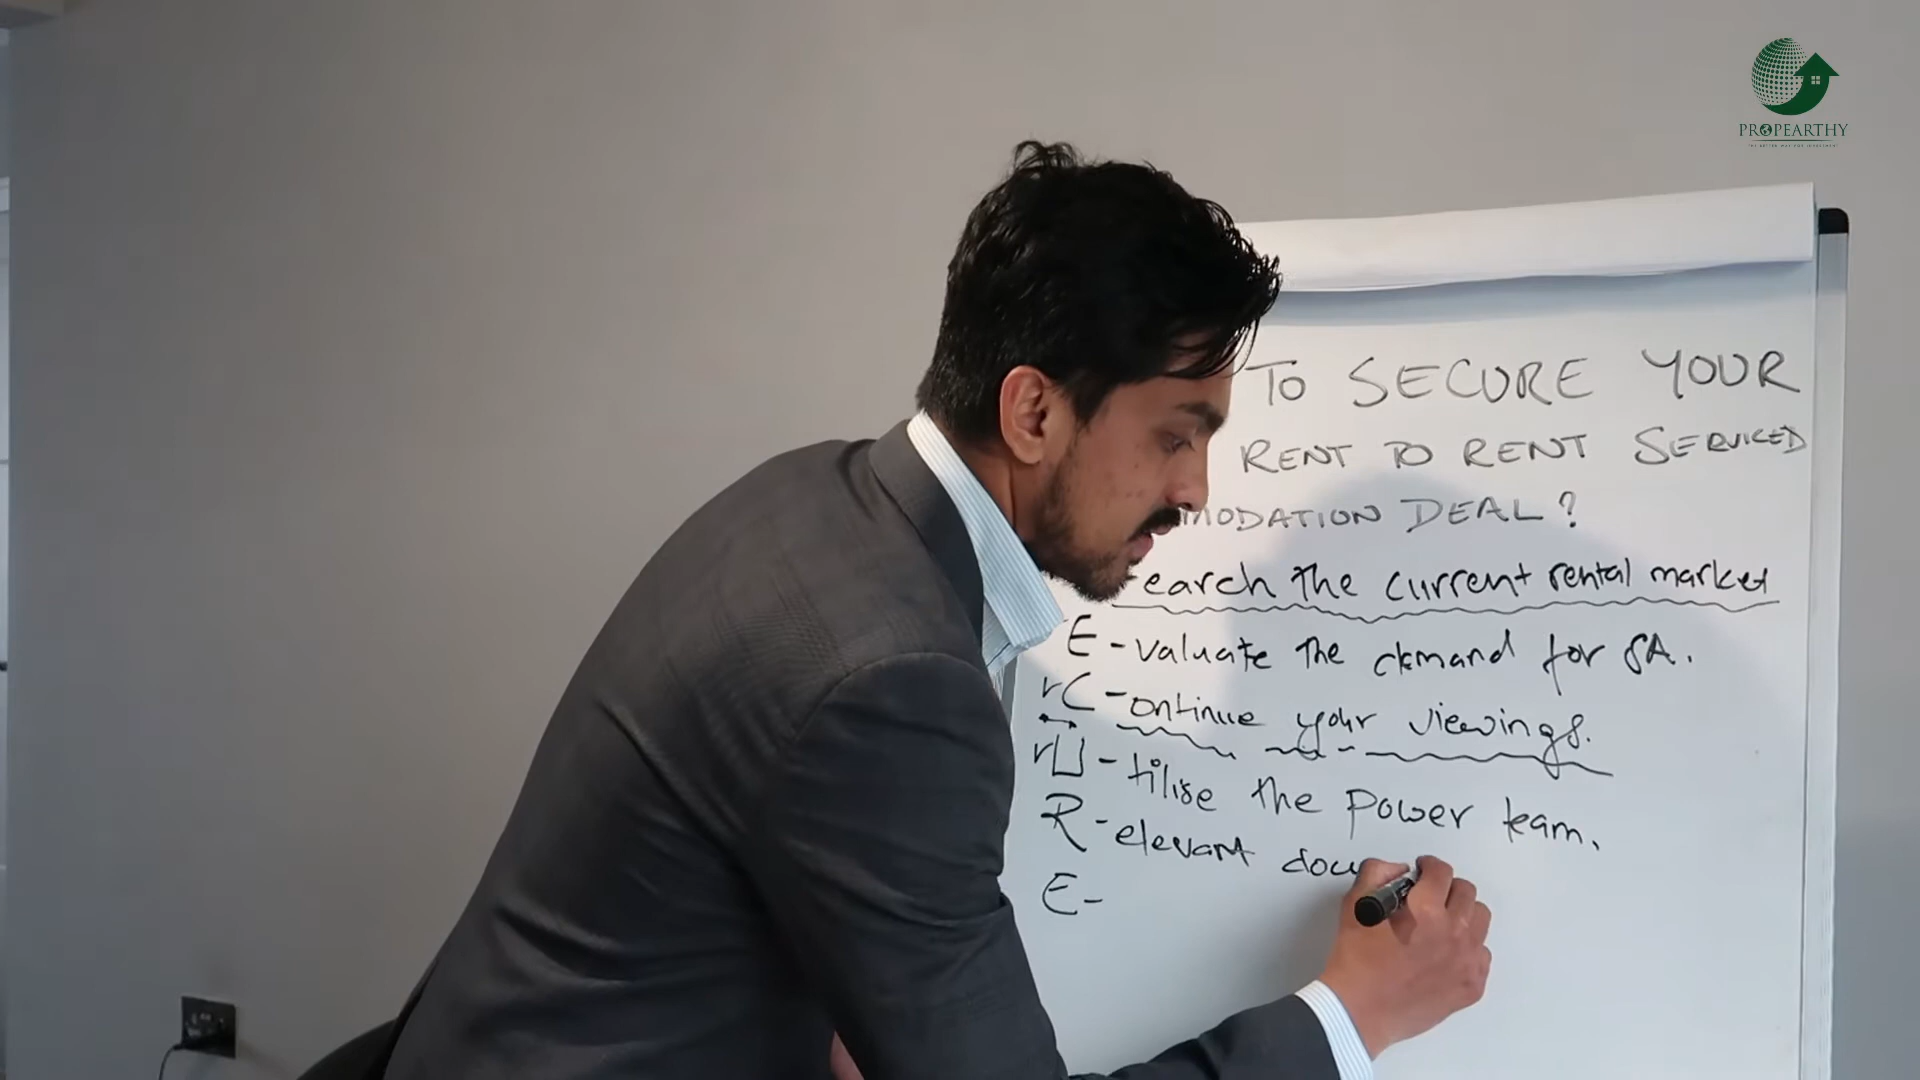 PROPEARTHY
TO SECURE YOUR
RENT TO RENT SERVICED
MODATION DEAL?
earch the current rental market
E-valuate the demand for SA.
C-ontinue your viewings.
U-tilise the power team.
R-elevant docu
E-